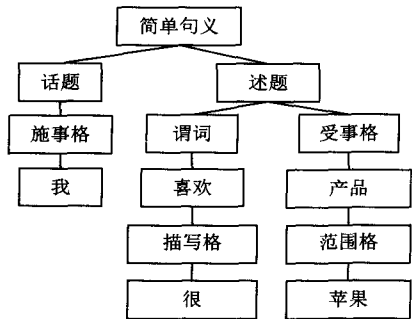 简单句义
话题 述题
施事格 谓词 受事格
我 喜欢 产品
描写格 范围格
很 苹果